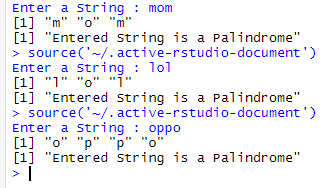 Enter a String : mom
[1] "m" "o" "m"
[1] "Entered String is a Palindrome"
> source('~/.active-rstudio-document')
Enter a String : lol
[1] "l" "o" "l"
[1] "Entered String is a Palindrome"
> source('~/.active-rstudio-document')
Enter a String : oppo
[1] "o" "p" "p" "o"
[1] "Entered String is a Palindrome"
>